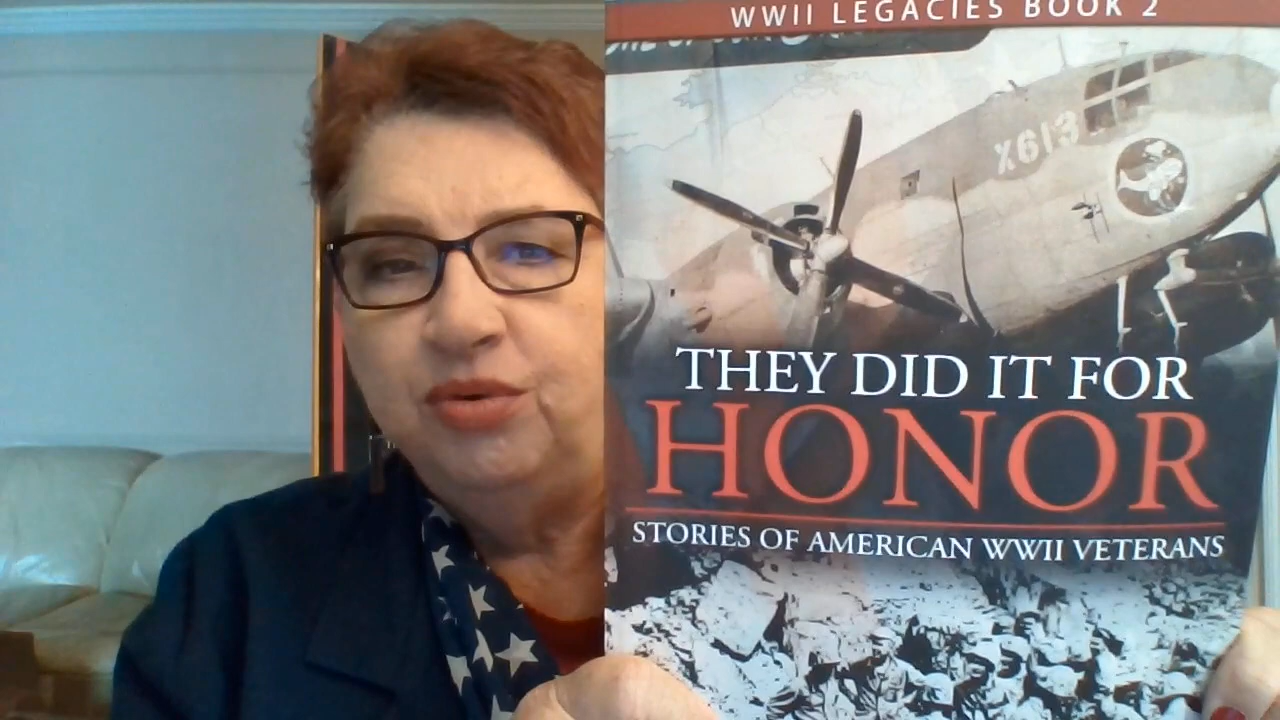 WWII LEGACIES BOOK 2
X613
THEY DID IT FOR
HONOR
STORIES OF AMERICAN WWII VETERANS